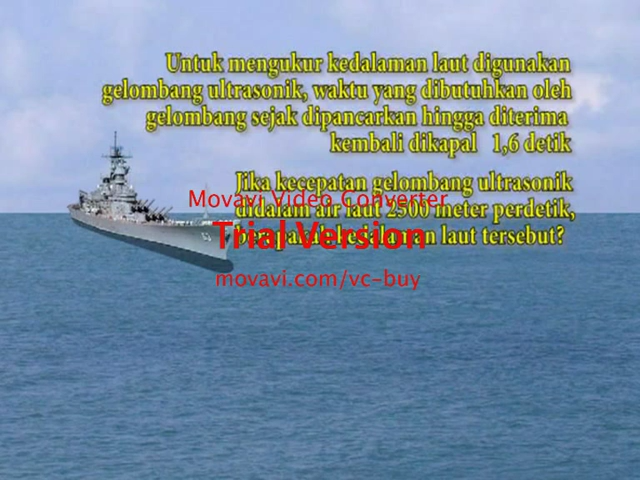 Untuk mengukur kedalaman laut digunakan
gelombang ultrasonik, waktu yang dibutuhkan oleh
gelombang sejak dipancarkan hingga diterima
kembali dikapal 1,6 detik
Jika kecepatan gelombang ultrasonik
Movavi Video Converter
didalam air laut 2500 meter perdetik,
Trial Version
berapakah kedalaman laut tersebut?
movavi.com/vc-buy